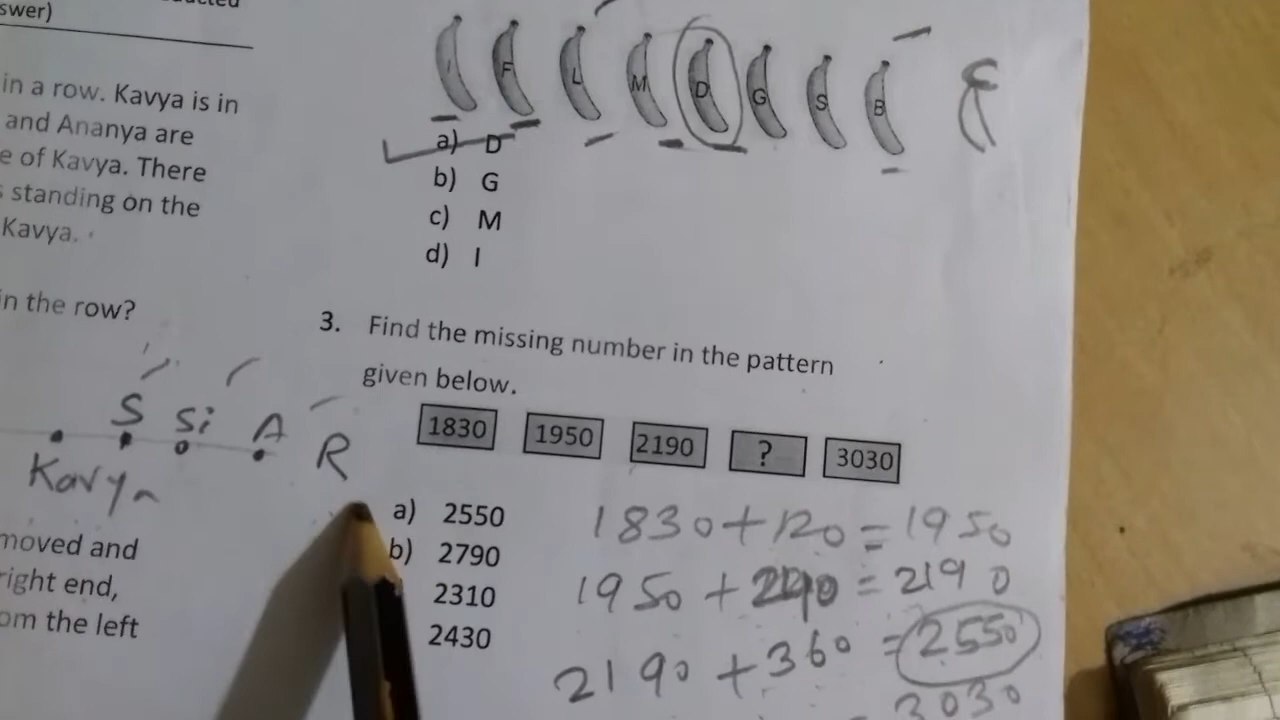 swer)
in a row. Kavya is in
and Ananya are
e of Kavya. There
s standing on the
Kavya.
in the row?
S Si A R
Kavya
moved and
right end,
om the left
I F L M D G S B
a) D
b) G
c) M
d) I
3. Find the missing number in the pattern
given below.
1830 1950 2190 ? 3030
a) 2550
b) 2790
2310
2430
1830+120=1950
1950+240=2190
2190+360=2550
3030